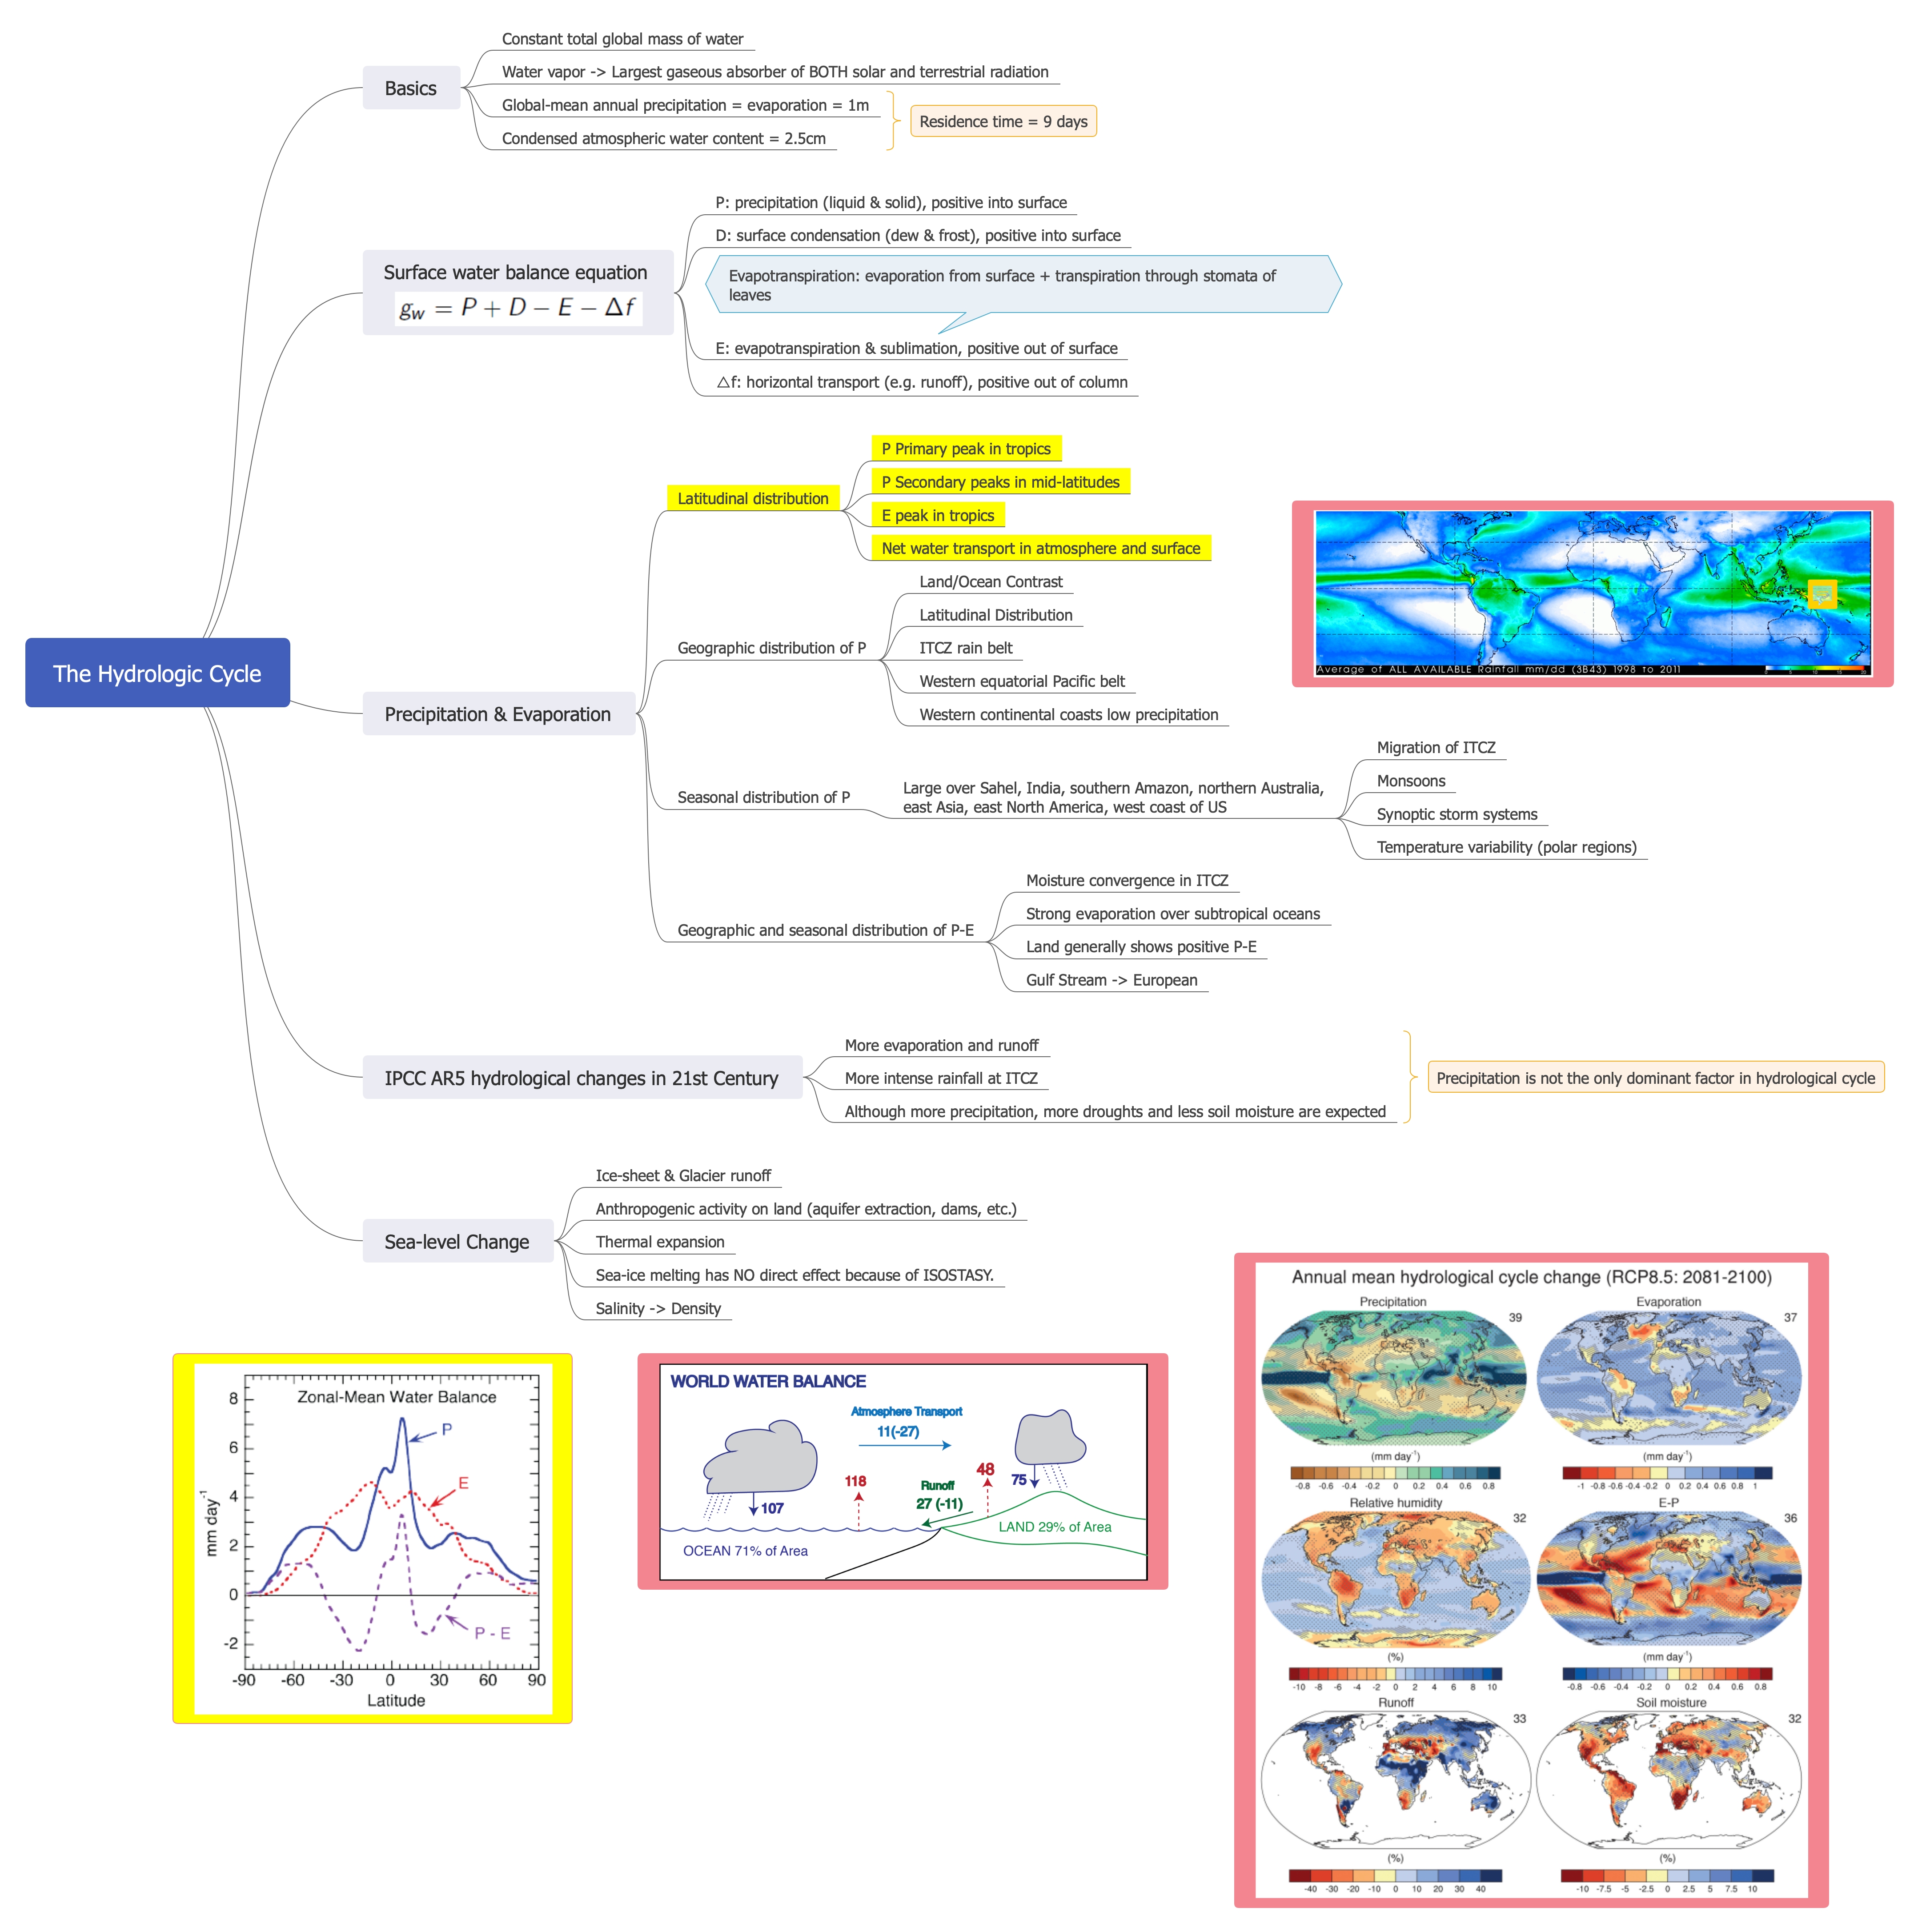 The Hydrologic Cycle
Basics
Constant total global mass of water
Water vapor -> Largest gaseous absorber of BOTH solar and terrestrial radiation
Global-mean annual precipitation = evaporation = 1m
Condensed atmospheric water content = 2.5cm
Residence time = 9 days
Surface water balance equation
g_w = P + D − E − Δf
P: precipitation (liquid & solid), positive into surface
D: surface condensation (dew & frost), positive into surface
Evapotranspiration: evaporation from surface + transpiration through stomata of
leaves
E: evapotranspiration & sublimation, positive out of surface
△f: horizontal transport (e.g. runoff), positive out of column
Precipitation & Evaporation
Latitudinal distribution
P Primary peak in tropics
P Secondary peaks in mid-latitudes
E peak in tropics
Net water transport in atmosphere and surface
Geographic distribution of P
Land/Ocean Contrast
Latitudinal Distribution
ITCZ rain belt
Western equatorial Pacific belt
Western continental coasts low precipitation
Average of ALL AVAILABLE Rainfall mm/dd (3B43) 1998 to 2011
Seasonal distribution of P
Large over Sahel, India, southern Amazon, northern Australia,
east Asia, east North America, west coast of US
Migration of ITCZ
Monsoons
Synoptic storm systems
Temperature variability (polar regions)
Geographic and seasonal distribution of P-E
Moisture convergence in ITCZ
Strong evaporation over subtropical oceans
Land generally shows positive P-E
Gulf Stream -> European
IPCC AR5 hydrological changes in 21st Century
More evaporation and runoff
More intense rainfall at ITCZ
Although more precipitation, more droughts and less soil moisture are expected
Precipitation is not the only dominant factor in hydrological cycle
Sea-level Change
Ice-sheet & Glacier runoff
Anthropogenic activity on land (aquifer extraction, dams, etc.)
Thermal expansion
Sea-ice melting has NO direct effect because of ISOSTASY.
Salinity -> Density
Zonal-Mean Water Balance
P
E
P - E
mm day⁻¹
8
6
4
2
0
-2
-90 -60 -30 0 30 60 90
Latitude
WORLD WATER BALANCE
Atmosphere Transport
11(-27)
107
118
Runoff
27 (-11)
48
75
LAND 29% of Area
OCEAN 71% of Area
Annual mean hydrological cycle change (RCP8.5: 2081-2100)
Precipitation
39
(mm day⁻¹)
-0.8 -0.6 -0.4 -0.2 0 0.2 0.4 0.6 0.8
Evaporation
37
(mm day⁻¹)
-1 -0.8 -0.6 -0.4 -0.2 0 0.2 0.4 0.6 0.8 1
Relative humidity
32
(%)
-10 -8 -6 -4 -2 0 2 4 6 8 10
E-P
36
(mm day⁻¹)
-0.8 -0.6 -0.4 -0.2 0 0.2 0.4 0.6 0.8
Runoff
33
(%)
-40 -30 -20 -10 0 10 20 30 40
Soil moisture
32
(%)
-10 -7.5 -5 -2.5 0 2.5 5 7.5 10